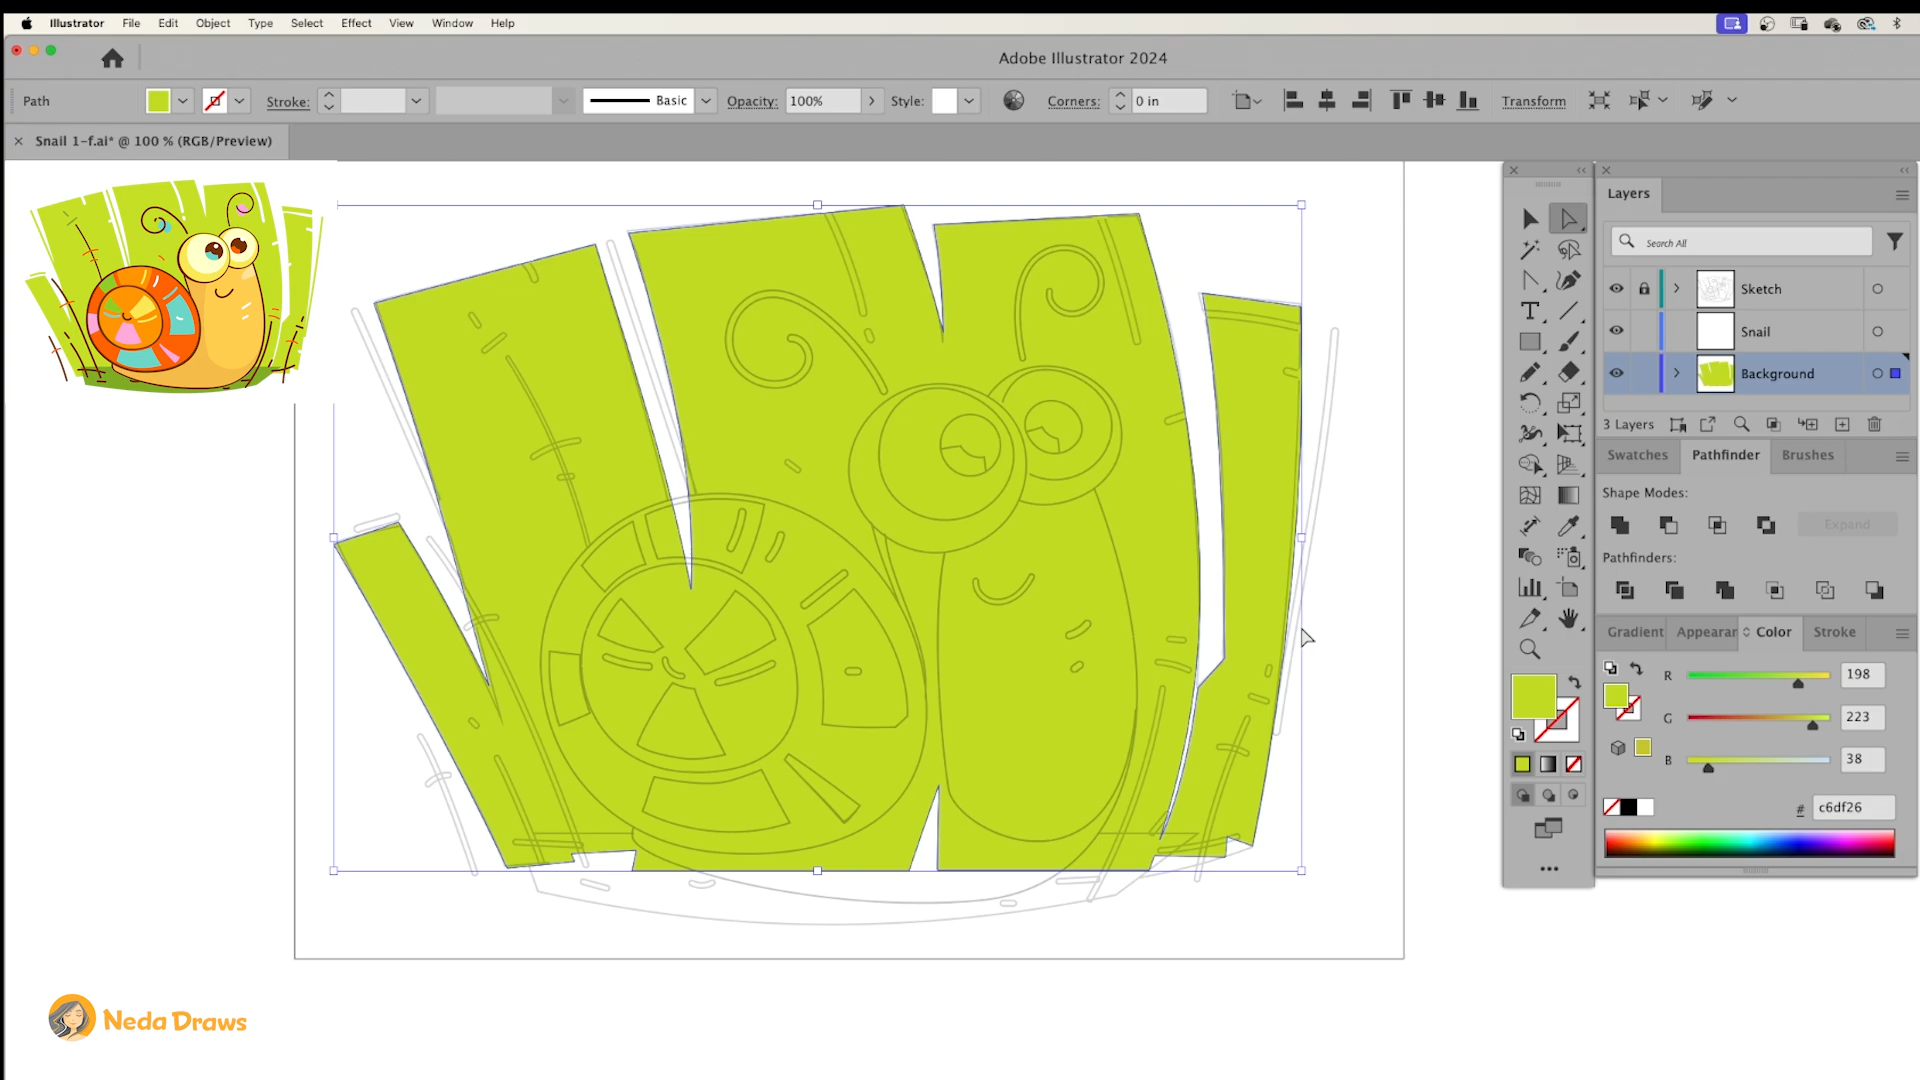 Illustrator File Edit Object Type Select Effect View Window Help
Adobe Illustrator 2024
Path Stroke: Basic Opacity: 100% Style: Corners: 0 in Transform
Snail 1-f.ai* @ 100 % (RGB/Preview)
Layers
Search All
Sketch
Snail
Background
3 Layers
Swatches Pathfinder Brushes
Shape Modes:
Expand
Pathfinders:
Gradient Appearar Color Stroke
R 198
G 223
B 38
# c6df26
Neda Draws